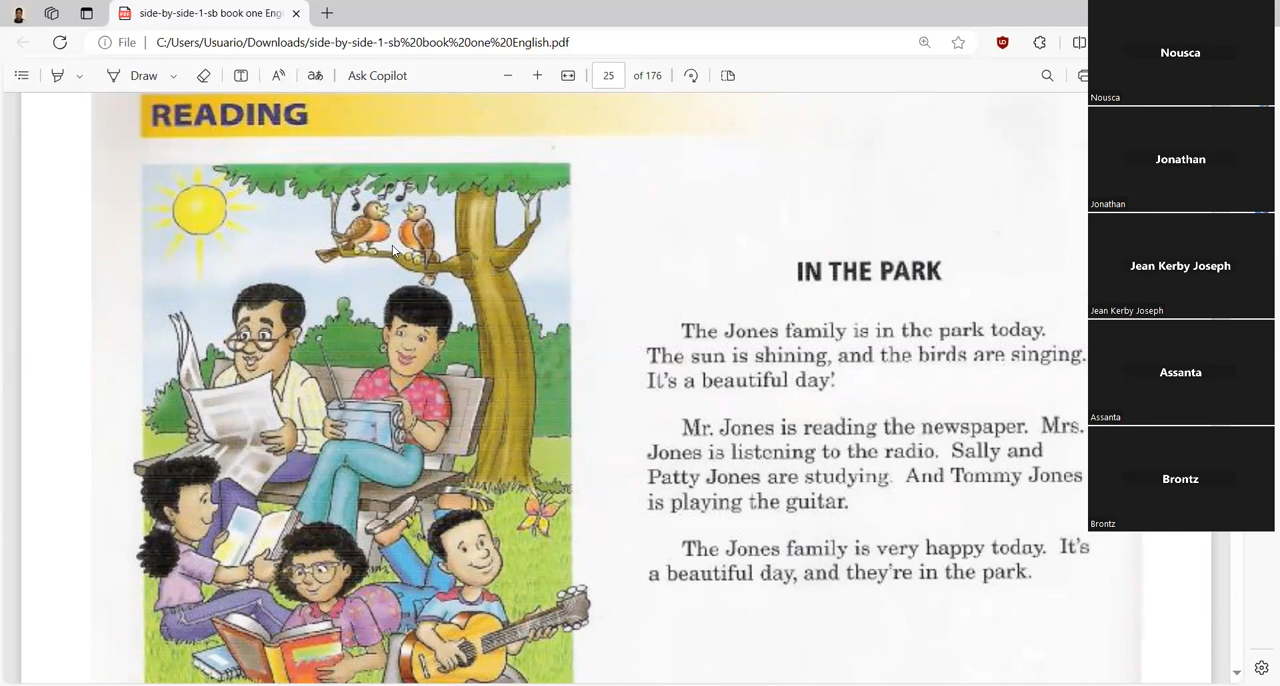 side-by-side-1-sb book one Eng
File C:/Users/Usuario/Downloads/side-by-side-1-sb%20book%20one%20English.pdf
Draw Ask Copilot 25 of 176
READING
IN THE PARK
The Jones family is in the park today.
The sun is shining, and the birds are singing.
It's a beautiful day!
Mr. Jones is reading the newspaper. Mrs.
Jones is listening to the radio. Sally and
Patty Jones are studying. And Tommy Jones
is playing the guitar.
The Jones family is very happy today. It's
a beautiful day, and they're in the park.
Nousca
Nousca
Jonathan
Jonathan
Jean Kerby Joseph
Jean Kerby Joseph
Assanta
Assanta
Brontz
Brontz